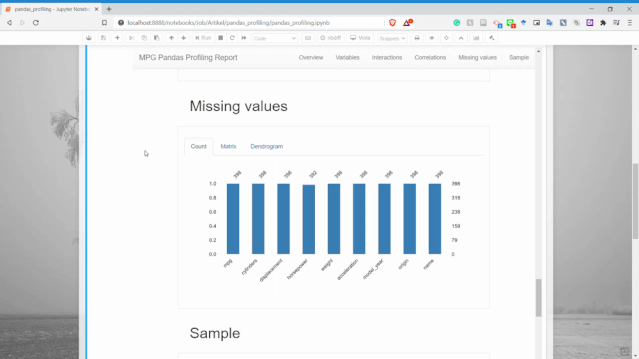 pandas_profiling - Jupyter Notebo
localhost:8888/notebooks/Job/Artikel/pandas_profiling/pandas_profiling.ipynb
Run Code nbdiff Voila Snippets
MPG Pandas Profiling Report Overview Variables Interactions Correlations Missing values Sample
Missing values
Count Matrix Dendrogram
398 398 398 392 398 398 398 398 398
1.0 398
0.8 318
0.6 238
0.4 159
0.2 79
0.0 0
mpg cylinders displacement horsepower weight acceleration model_year origin name
Sample